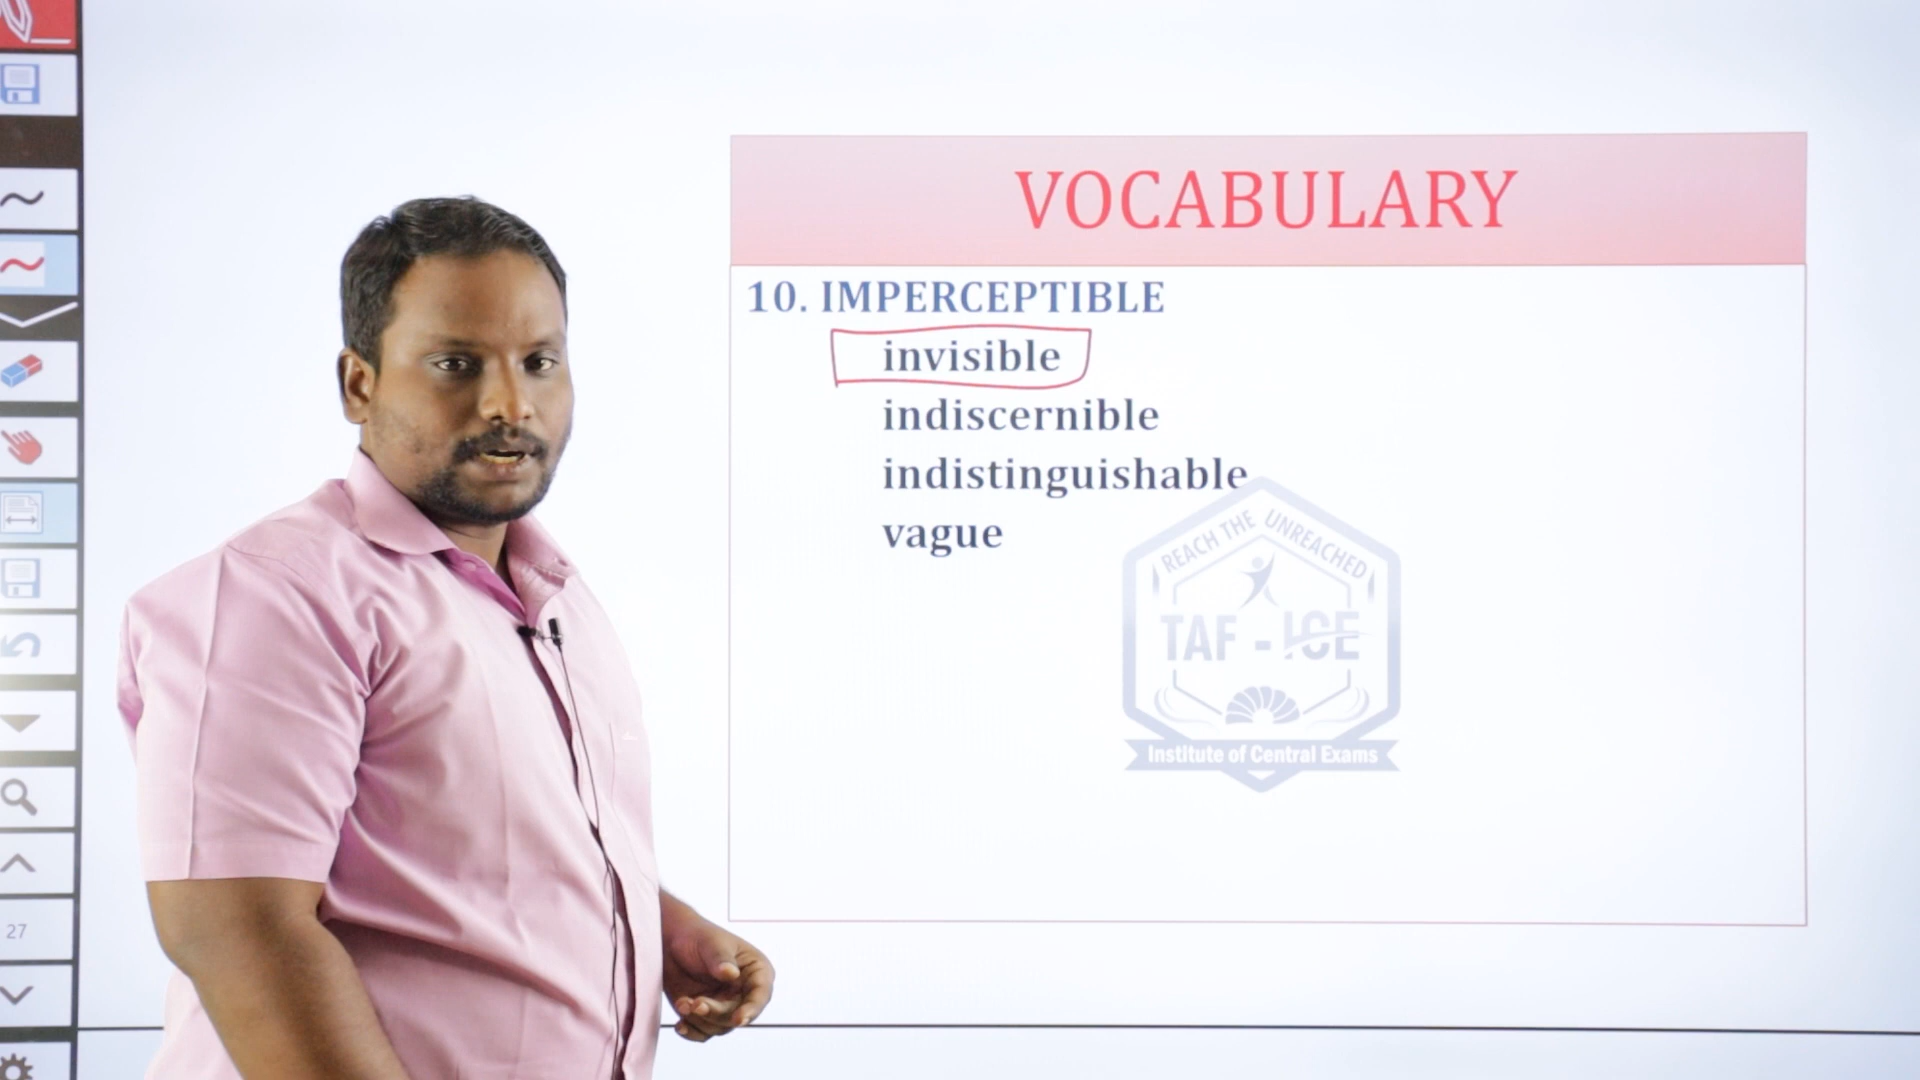 VOCABULARY
10. IMPERCEPTIBLE
invisible
indiscernible
indistinguishable
vague
REACH THE UNREACHED
TAF - ICE
Institute of Central Exams
27